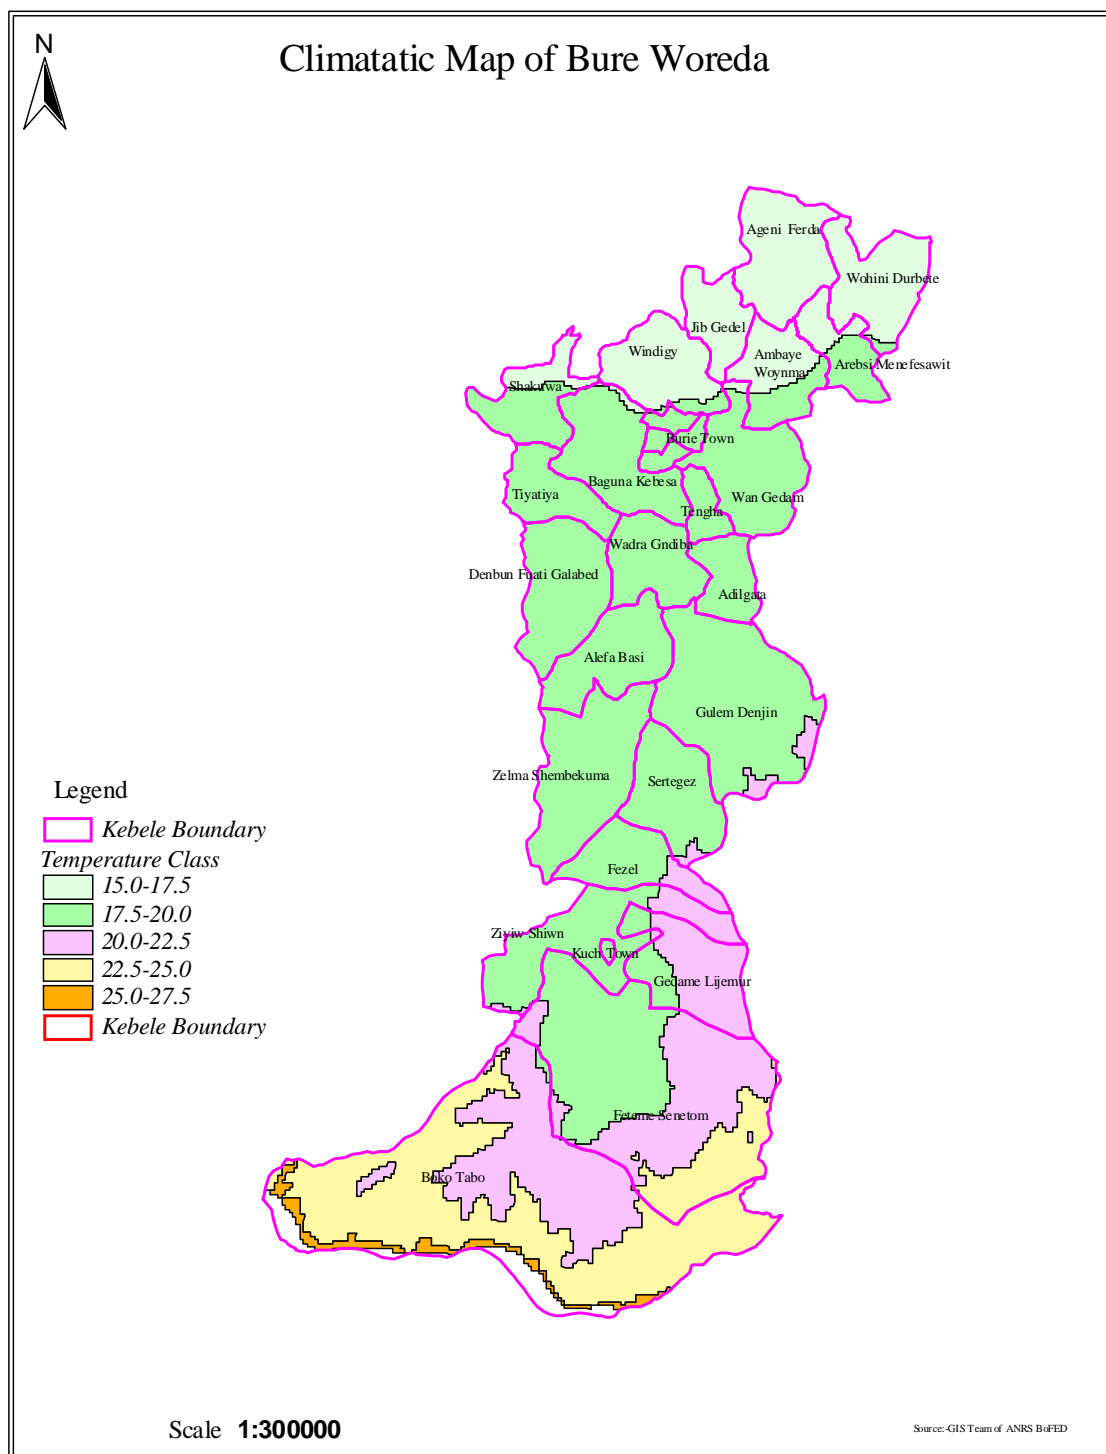 N
Climatatic Map of Bure Woreda
Ageni Ferda
Wohini Durbete
Jib Gedel
Windigy
Ambaye
Woynma
Arebsi Menefesawit
Shakuwa
Burie Town
Baguna Kebesa
Tiyatiya
Wan Gedam
Tengha
Wadra Gndiba
Denbun Fuati Galabed
Adilgata
Alefa Basi
Gulem Denjin
Zelma Shembekuma
Sertegez
Fezel
Ziyiw Shiwn
Kuch Town
Gedame Lijemur
Feteme Senetom
Boko Tabo
Legend
Kebele Boundary
Temperature Class
15.0-17.5
17.5-20.0
20.0-22.5
22.5-25.0
25.0-27.5
Kebele Boundary
Scale 1:300000
Source:-GIS Team of ANRS BoFED